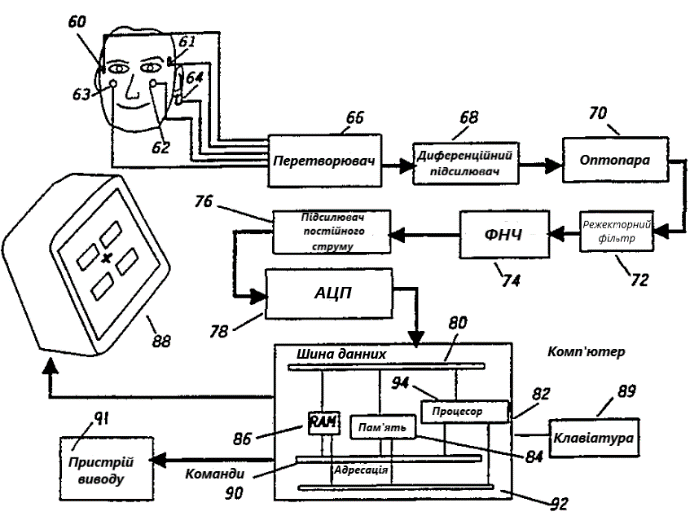 60
61
64
63
62
66
68
70
Перетворювач
Диференційний
підсилювач
Оптопара
76
Підсилювач
постійного
струму
ФНЧ
Режекторний
фільтр
74
72
АЦП
78
88
80
Шина данних
Комп'ютер
94
82
89
Процесор
RAM
86
Пам'ять
84
Клавіатура
91
Пристрій
виводу
Команди
90
Адресація
92